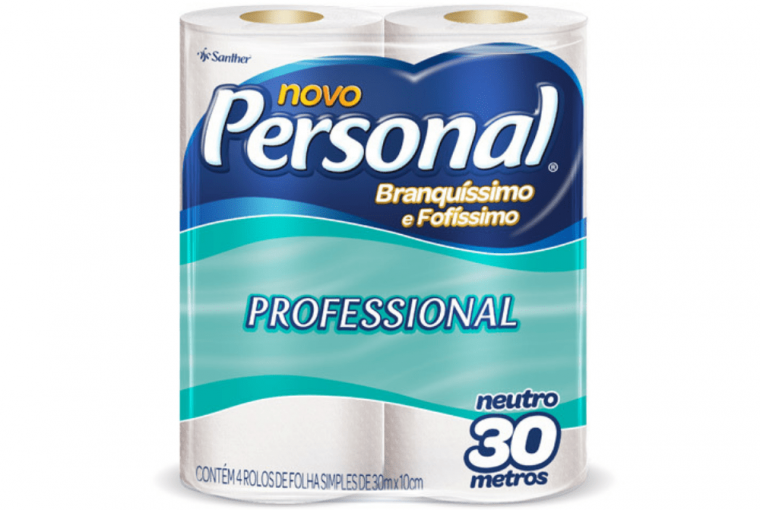 Santher
novo
Personal®
Branquíssimo
e Fofíssimo
PROFESSIONAL
neutro
30
metros
CONTÉM 4 ROLOS DE FOLHA SIMPLES DE 30m x 10cm